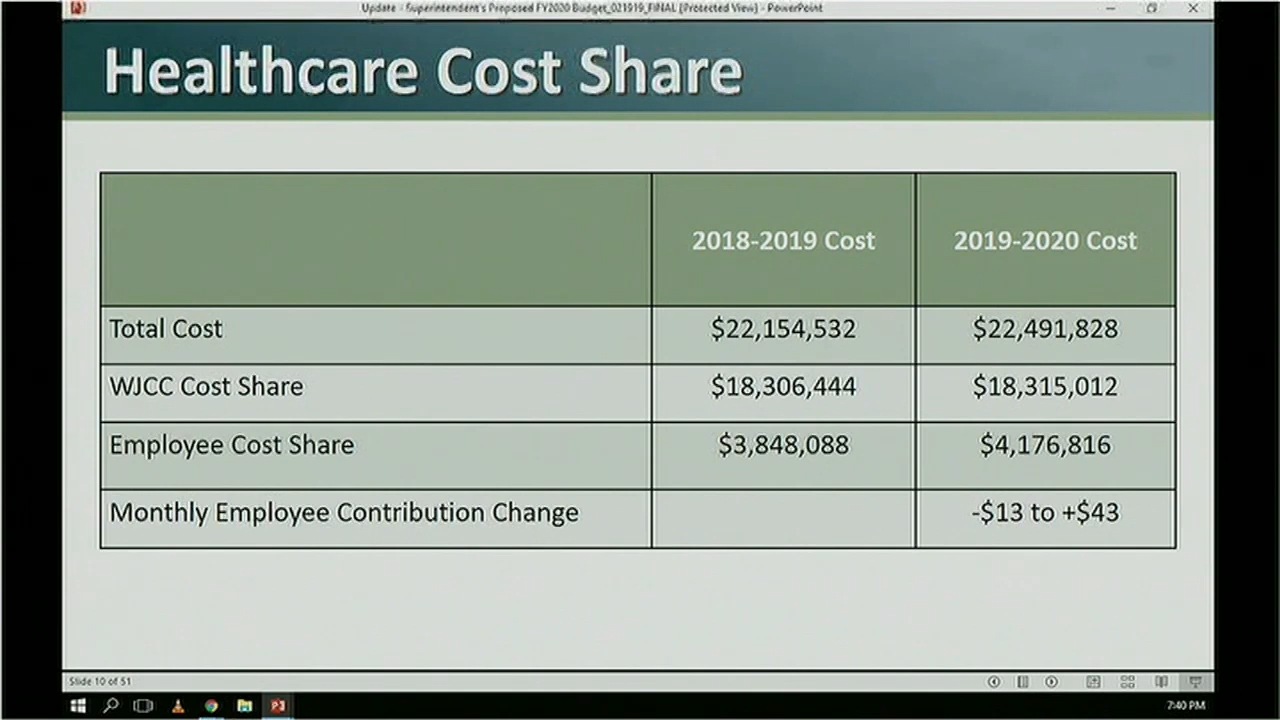 Update - Superintendent's Proposed FY2020 Budget_021919_FINAL [Protected View] - PowerPoint
Healthcare Cost Share
2018-2019 Cost 2019-2020 Cost
Total Cost $22,154,532 $22,491,828
WJCC Cost Share $18,306,444 $18,315,012
Employee Cost Share $3,848,088 $4,176,816
Monthly Employee Contribution Change -$13 to +$43
Slide 10 of 51
7:40 PM